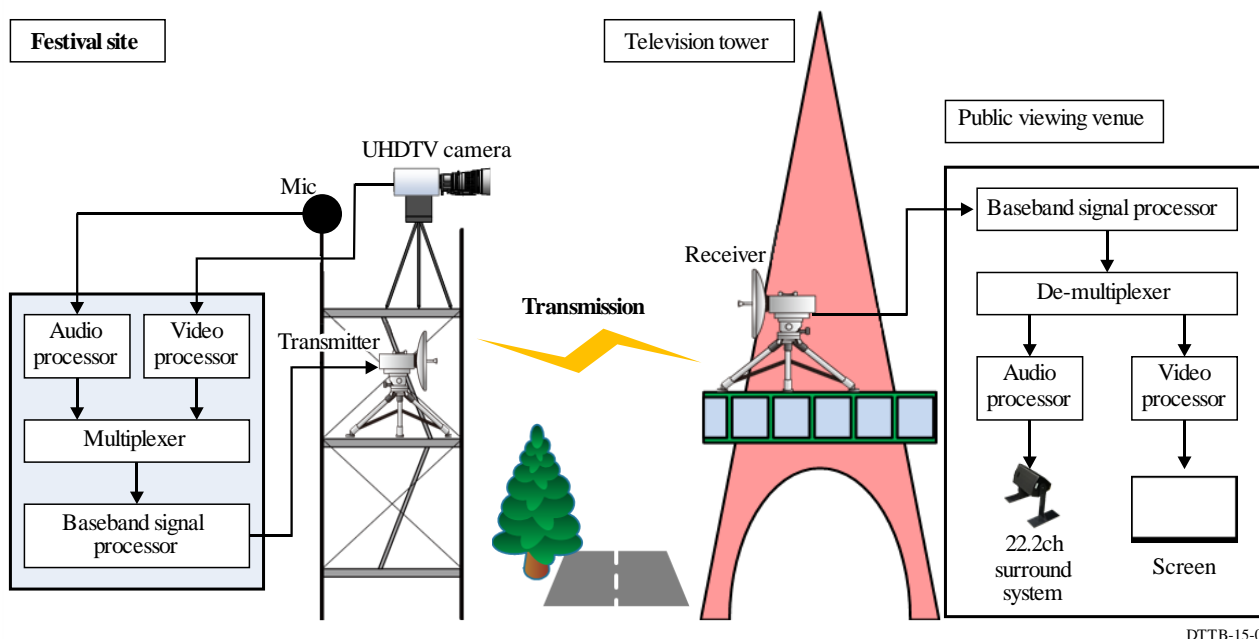 Festival site
Television tower
Public viewing venue
UHDTV camera
Mic
Baseband signal processor
Receiver
De-multiplexer
Transmission
Audio
processor
Video
processor
Transmitter
Audio
processor
Video
processor
Multiplexer
Baseband signal
processor
22.2ch
surround
system
Screen